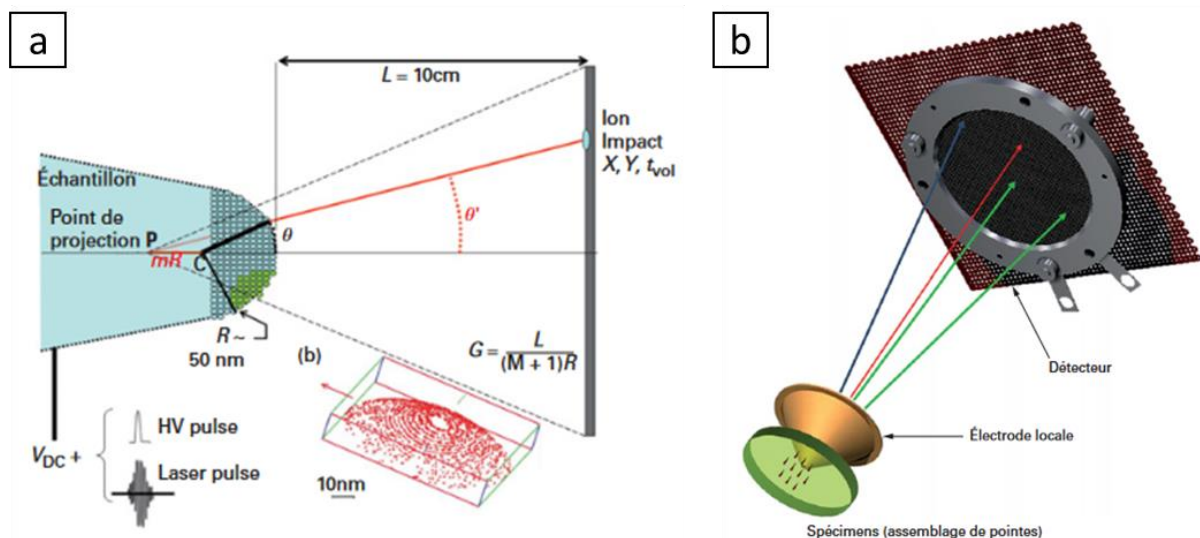 a
L = 10cm
Ion
Impact
X, Y, t_vol
Échantillon
Point de
projection P
mR
C
θ
θ'
R ~
50 nm
(b)
G = L / (M + 1)R
HV pulse
V_DC +
Laser pulse
10nm
b
Détecteur
Électrode locale
Spécimens (assemblage de pointes)